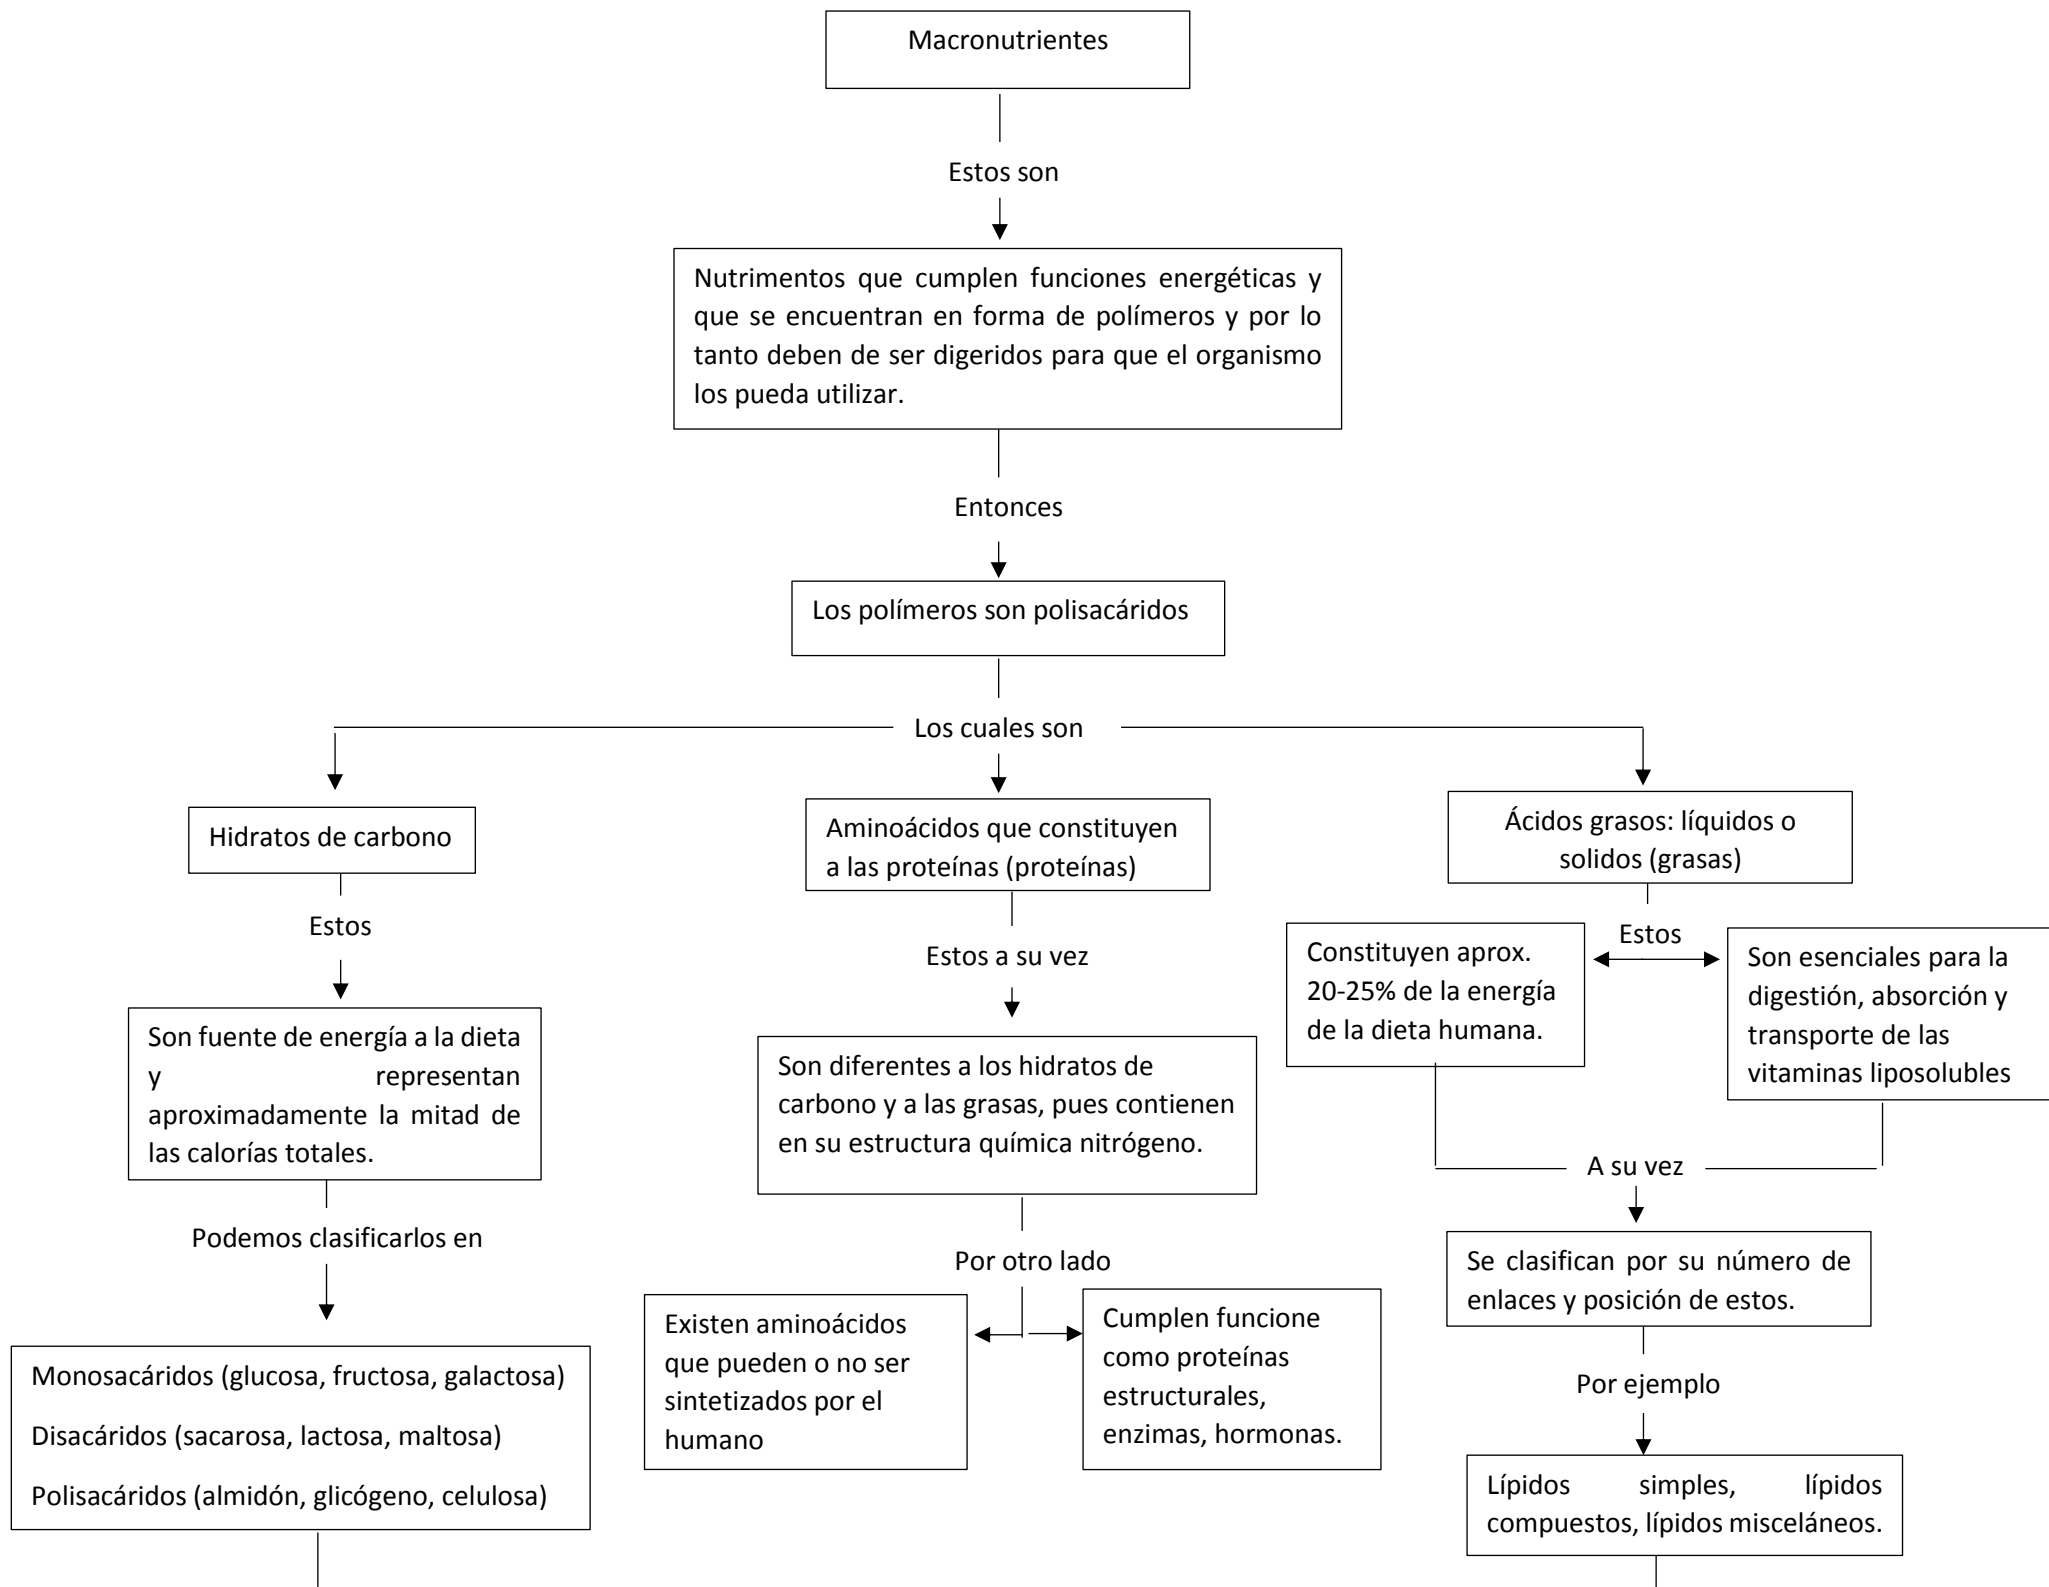 Macronutrientes
Estos son
Nutrimentos que cumplen funciones energéticas y
que se encuentran en forma de polímeros y por lo
tanto deben de ser digeridos para que el organismo
los pueda utilizar.
Entonces
Los polímeros son polisacáridos
Los cuales son
Hidratos de carbono
Estos
Son fuente de energía a la dieta
y representan
aproximadamente la mitad de
las calorías totales.
Podemos clasificarlos en
Monosacáridos (glucosa, fructosa, galactosa)
Disacáridos (sacarosa, lactosa, maltosa)
Polisacáridos (almidón, glicógeno, celulosa)
Aminoácidos que constituyen
a las proteínas (proteínas)
Estos a su vez
Son diferentes a los hidratos de
carbono y a las grasas, pues contienen
en su estructura química nitrógeno.
Por otro lado
Existen aminoácidos
que pueden o no ser
sintetizados por el
humano
Cumplen funcione
como proteínas
estructurales,
enzimas, hormonas.
Ácidos grasos: líquidos o
solidos (grasas)
Estos
Constituyen aprox.
20-25% de la energía
de la dieta humana.
Son esenciales para la
digestión, absorción y
transporte de las
vitaminas liposolubles
A su vez
Se clasifican por su número de
enlaces y posición de estos.
Por ejemplo
Lípidos simples, lípidos
compuestos, lípidos misceláneos.